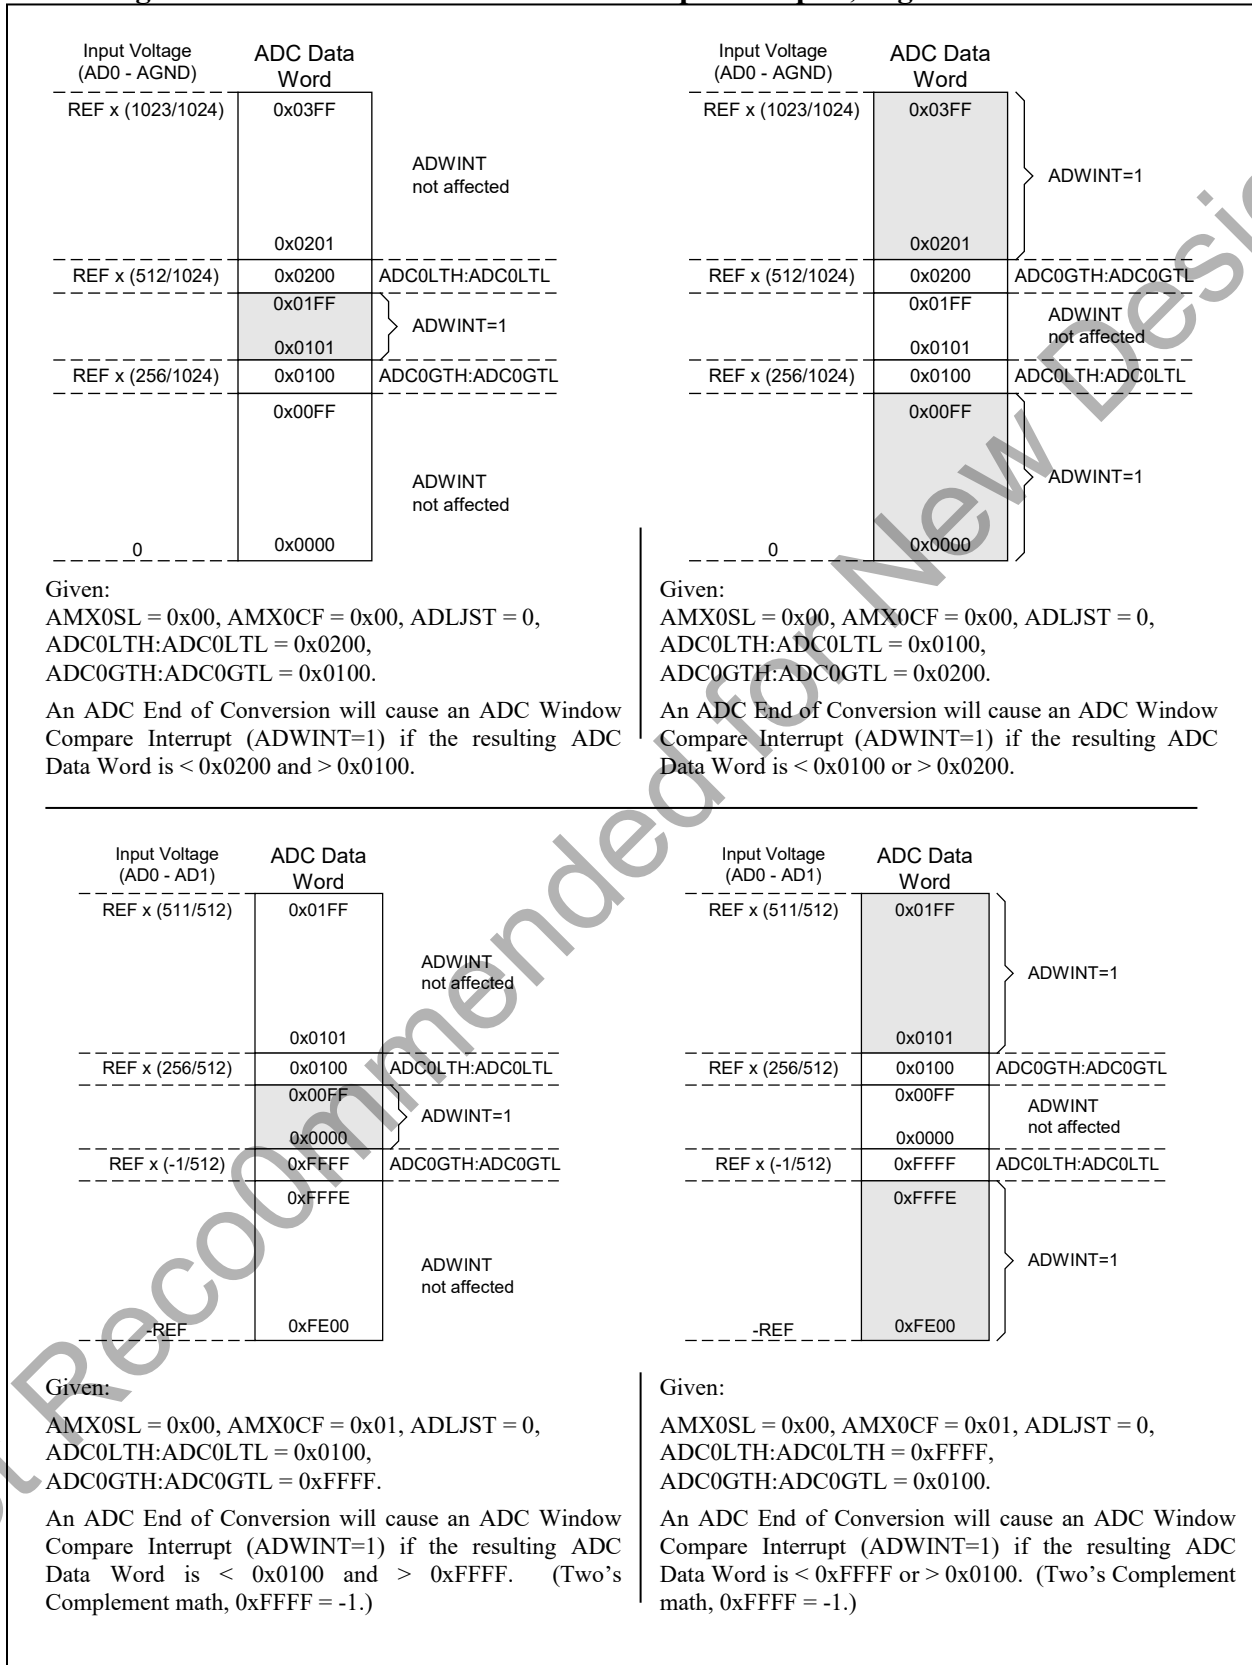 Input Voltage
(AD0 - AGND)
ADC Data
Word
REF x (1023/1024)
0x03FF
ADWINT
not affected
0x0201
REF x (512/1024)
0x0200
ADC0LTH:ADC0LTL
0x01FF
ADWINT=1
0x0101
REF x (256/1024)
0x0100
ADC0GTH:ADC0GTL
0x00FF
ADWINT
not affected
0
0x0000
Given:
AMX0SL = 0x00, AMX0CF = 0x00, ADLJST = 0,
ADC0LTH:ADC0LTL = 0x0200,
ADC0GTH:ADC0GTL = 0x0100.
An ADC End of Conversion will cause an ADC Window
Compare Interrupt (ADWINT=1) if the resulting ADC
Data Word is < 0x0200 and > 0x0100.
Input Voltage
(AD0 - AGND)
ADC Data
Word
REF x (1023/1024)
0x03FF
ADWINT=1
0x0201
REF x (512/1024)
0x0200
ADC0GTH:ADC0GTL
0x01FF
ADWINT
not affected
0x0101
REF x (256/1024)
0x0100
ADC0LTH:ADC0LTL
0x00FF
ADWINT=1
0
0x0000
Given:
AMX0SL = 0x00, AMX0CF = 0x00, ADLJST = 0,
ADC0LTH:ADC0LTL = 0x0100,
ADC0GTH:ADC0GTL = 0x0200.
An ADC End of Conversion will cause an ADC Window
Compare Interrupt (ADWINT=1) if the resulting ADC
Data Word is < 0x0100 or > 0x0200.
Input Voltage
(AD0 - AD1)
ADC Data
Word
REF x (511/512)
0x01FF
ADWINT
not affected
0x0101
REF x (256/512)
0x0100
ADC0LTH:ADC0LTL
0x00FF
ADWINT=1
0x0000
REF x (-1/512)
0xFFFF
ADC0GTH:ADC0GTL
0xFFFE
ADWINT
not affected
-REF
0xFE00
Given:
AMX0SL = 0x00, AMX0CF = 0x01, ADLJST = 0,
ADC0LTH:ADC0LTL = 0x0100,
ADC0GTH:ADC0GTL = 0xFFFF.
An ADC End of Conversion will cause an ADC Window
Compare Interrupt (ADWINT=1) if the resulting ADC
Data Word is < 0x0100 and > 0xFFFF. (Two's
Complement math, 0xFFFF = -1.)
Input Voltage
(AD0 - AD1)
ADC Data
Word
REF x (511/512)
0x01FF
ADWINT=1
0x0101
REF x (256/512)
0x0100
ADC0GTH:ADC0GTL
0x00FF
ADWINT
not affected
0x0000
REF x (-1/512)
0xFFFF
ADC0LTH:ADC0LTL
0xFFFE
ADWINT=1
-REF
0xFE00
Given:
AMX0SL = 0x00, AMX0CF = 0x01, ADLJST = 0,
ADC0LTH:ADC0LTH = 0xFFFF,
ADC0GTH:ADC0GTL = 0x0100.
An ADC End of Conversion will cause an ADC Window
Compare Interrupt (ADWINT=1) if the resulting ADC
Data Word is < 0xFFFF or > 0x0100. (Two's Complement
math, 0xFFFF = -1.)
Reco0mmended for New